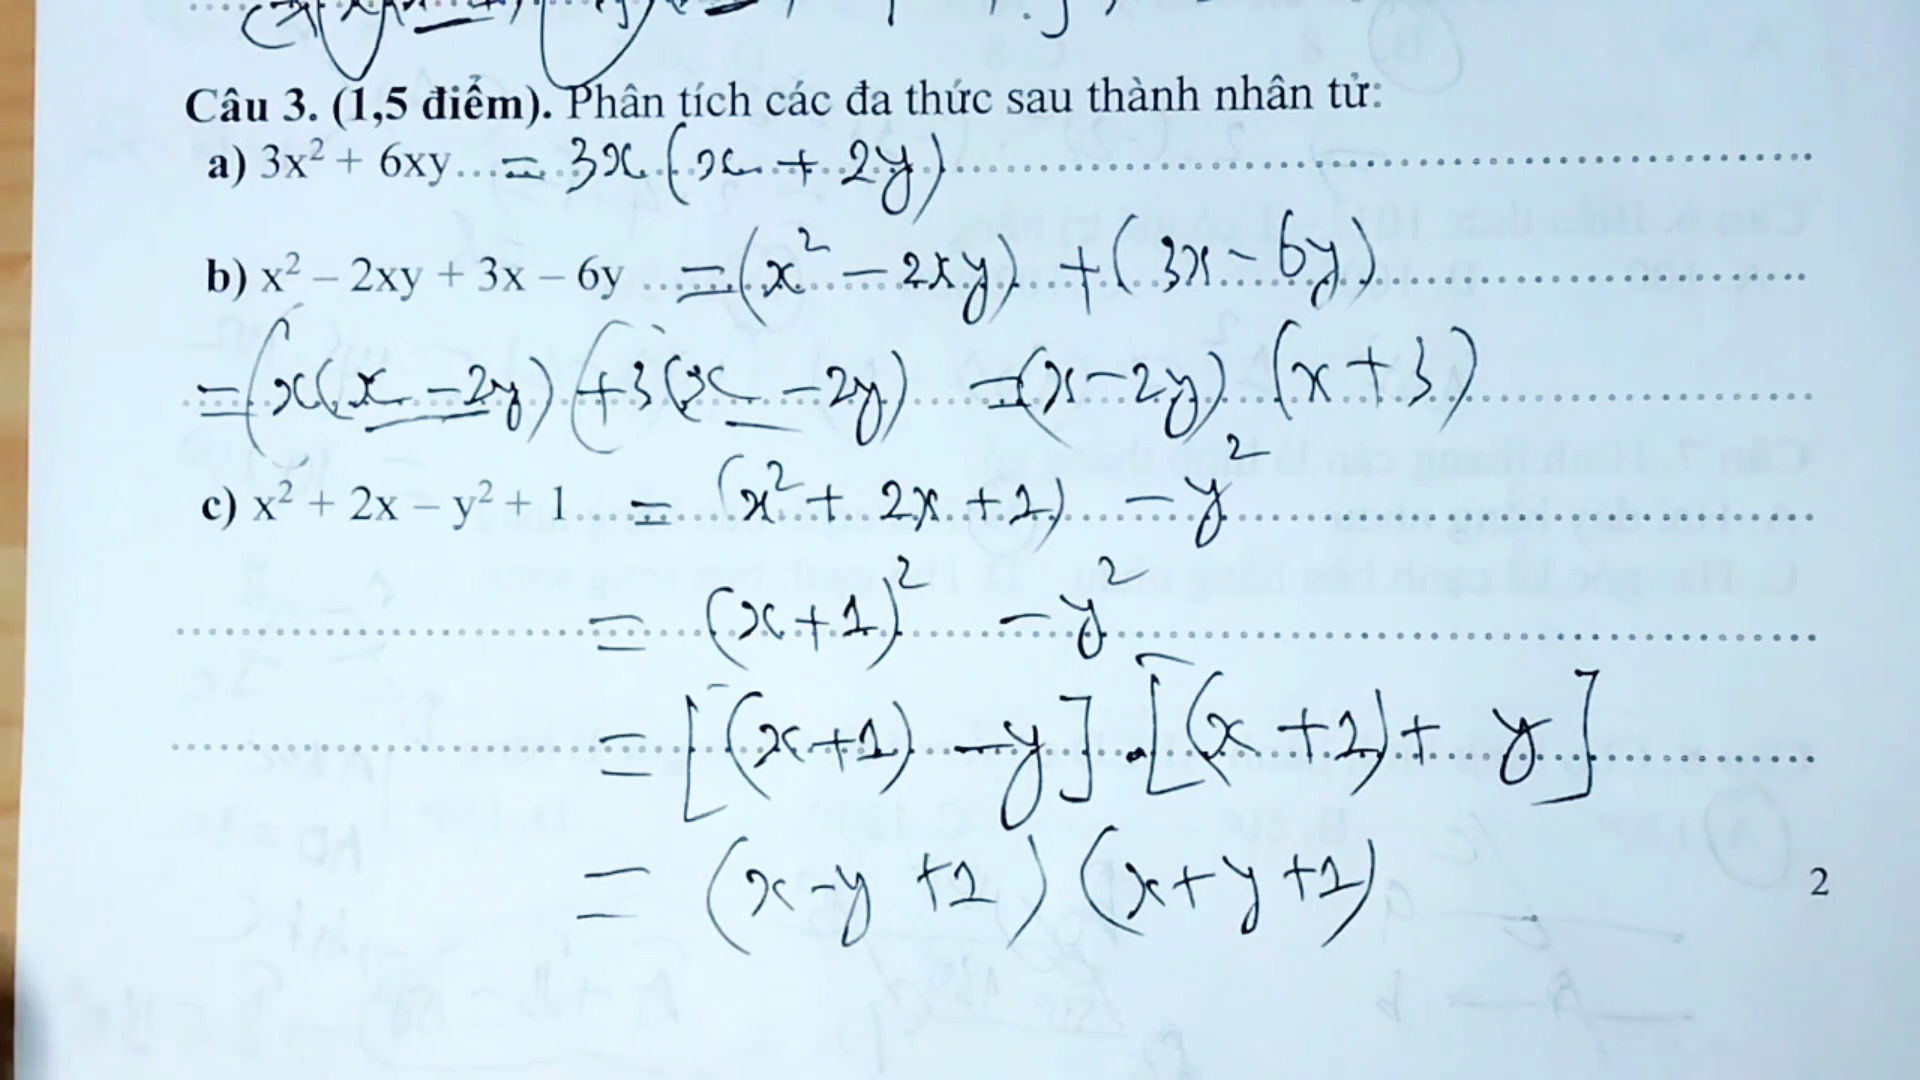 Câu 3. (1,5 điểm). Phân tích các đa thức sau thành nhân tử:
a) 3x² + 6xy = 3x (x + 2y)
b) x² – 2xy + 3x – 6y = (x² – 2xy) + (3x – 6y)
= (x(x – 2y) (+3(x – 2y) = (x – 2y) (x + 3)
c) x² + 2x – y² + 1 = (x² + 2x + 1) – y²
= (x+1)² – y²
= [(x+1) – y] . [(x + 1) + y]
= (x – y + 1) (x + y + 1)
2